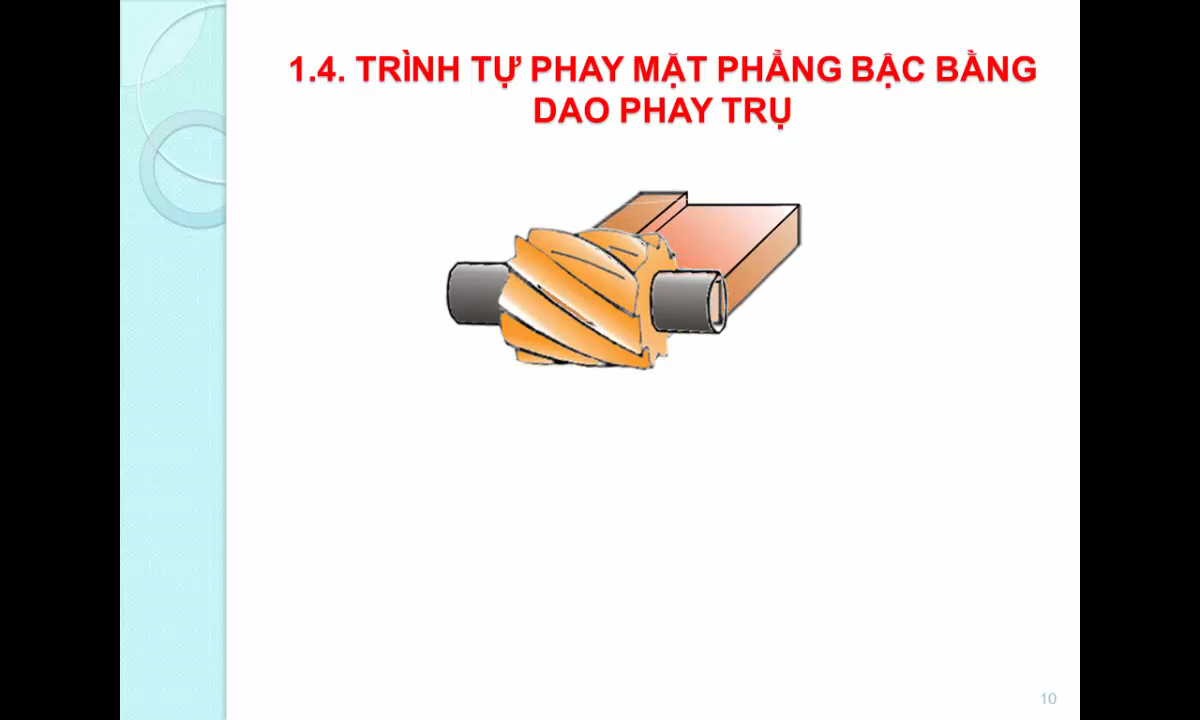 1.4. TRÌNH TỰ PHAY MẶT PHẲNG BẬC BẰNG
DAO PHAY TRỤ
10